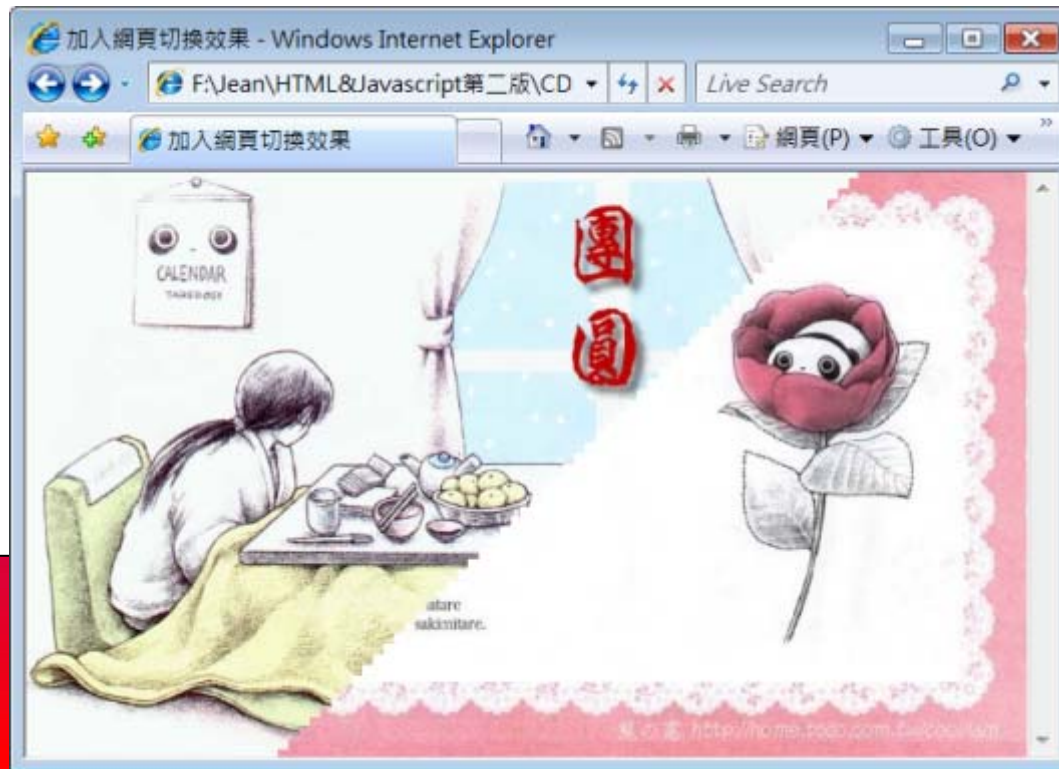 加入網頁切換效果 - Windows Internet Explorer
F:\Jean\HTML&Javascript第二版\CD
Live Search
加入網頁切換效果
網頁(P)
工具(O)
»
CALENDAR
團
圓
atare
sakimitare.